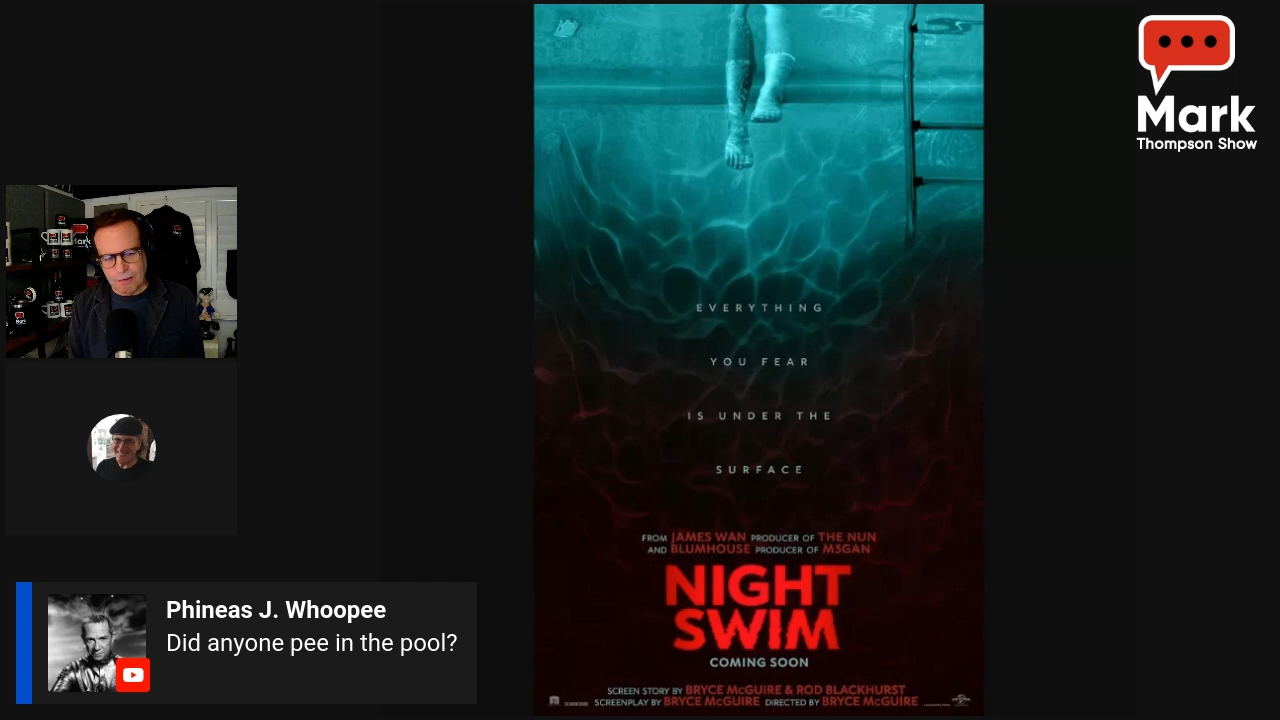 Mark
Thompson Show
EVERYTHING
YOU FEAR
IS UNDER THE
SURFACE
FROM JAMES WAN PRODUCER OF THE NUN
AND BLUMHOUSE PRODUCER OF M3GAN
NIGHT
SWIM
COMING SOON
SCREEN STORY BY BRYCE McGUIRE & ROD BLACKHURST
SCREENPLAY BY BRYCE McGUIRE DIRECTED BY BRYCE McGUIRE
Phineas J. Whoopee
Did anyone pee in the pool?